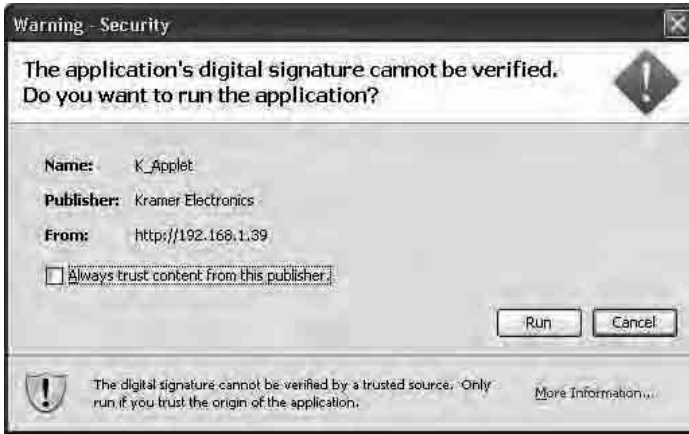 Warning - Security
The application's digital signature cannot be verified.
Do you want to run the application?
Name: K_Applet
Publisher: Kramer Electronics
From: http://192.168.1.39
Always trust content from this publisher.
Run Cancel
The digital signature cannot be verified by a trusted source. Only
run if you trust the origin of the application.
More Information...